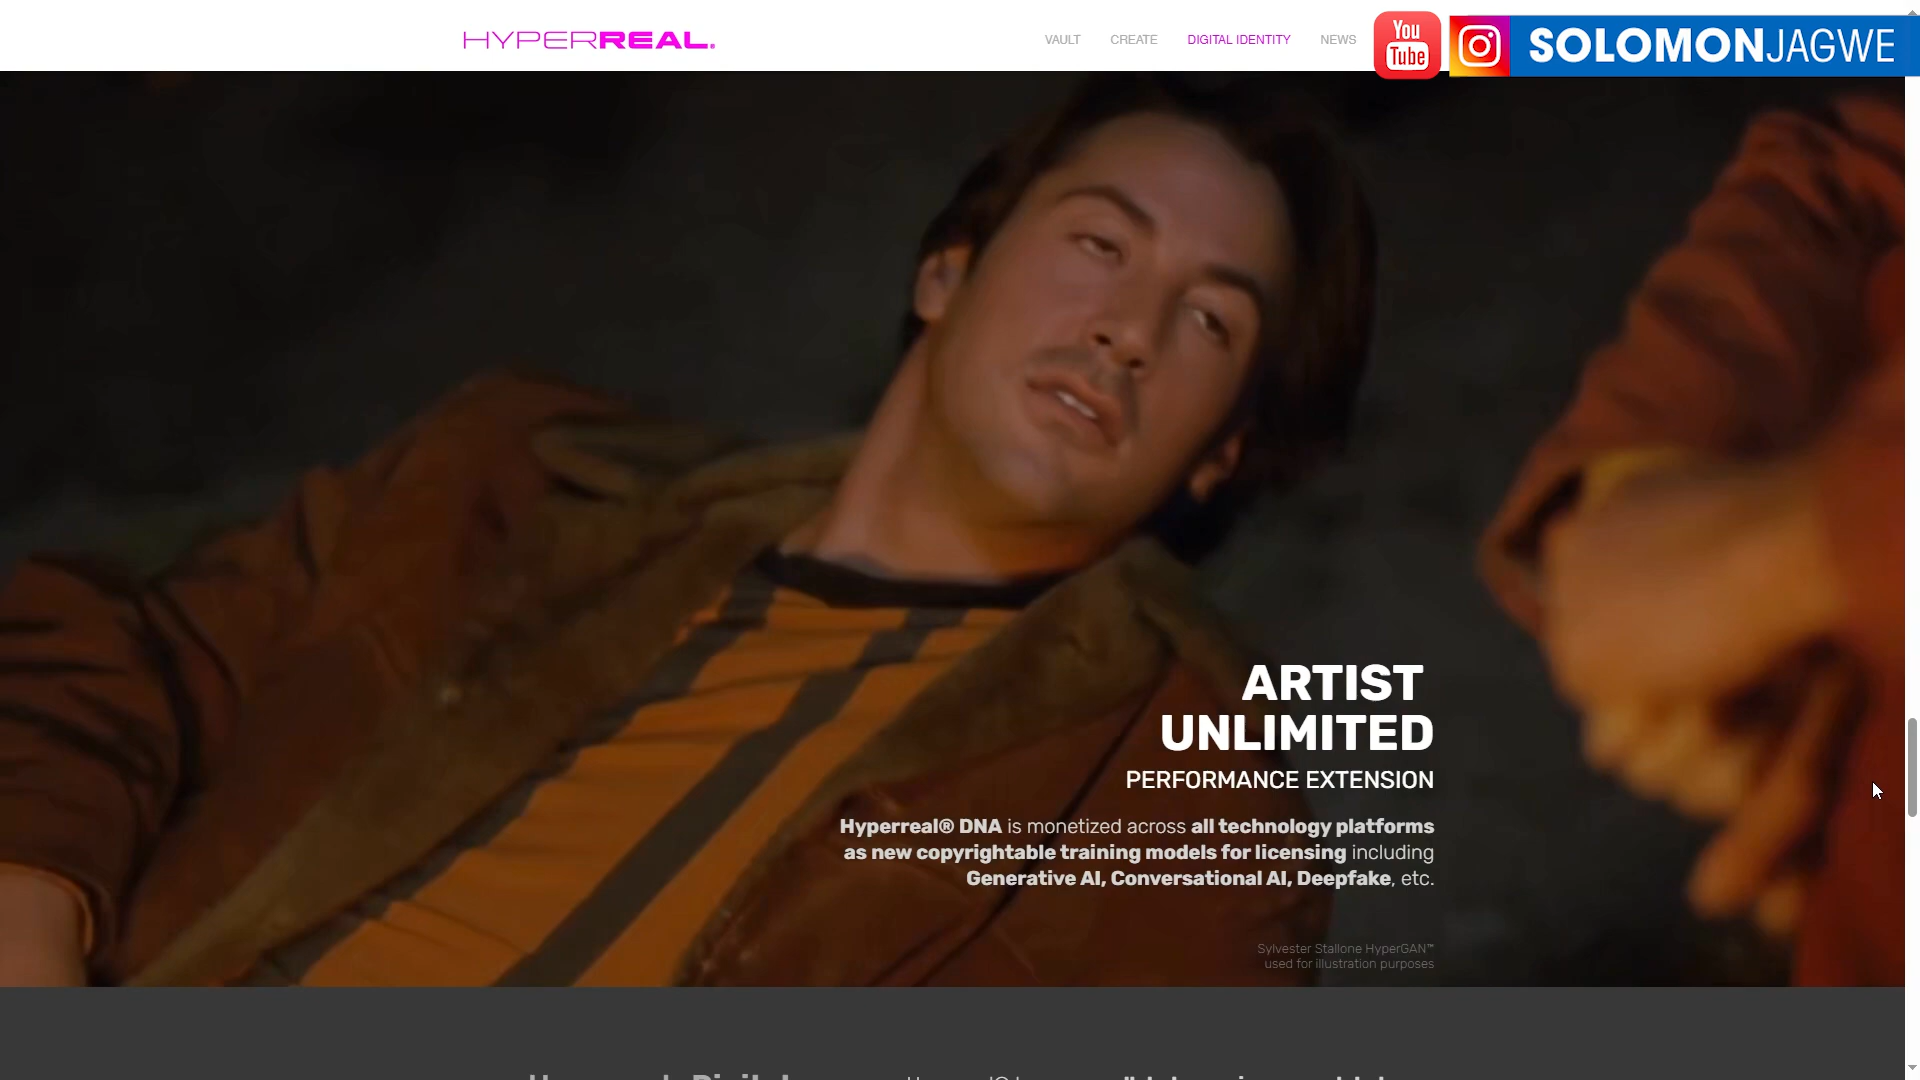 HYPERREAL.
VAULT CREATE DIGITAL IDENTITY NEWS
You
Tube
SOLOMONJAGWE
ARTIST
UNLIMITED
PERFORMANCE EXTENSION
Hyperreal® DNA is monetized across all technology platforms
as new copyrightable training models for licensing including
Generative AI, Conversational AI, Deepfake, etc.
Sylvester Stallone HyperGAN™
used for illustration purposes